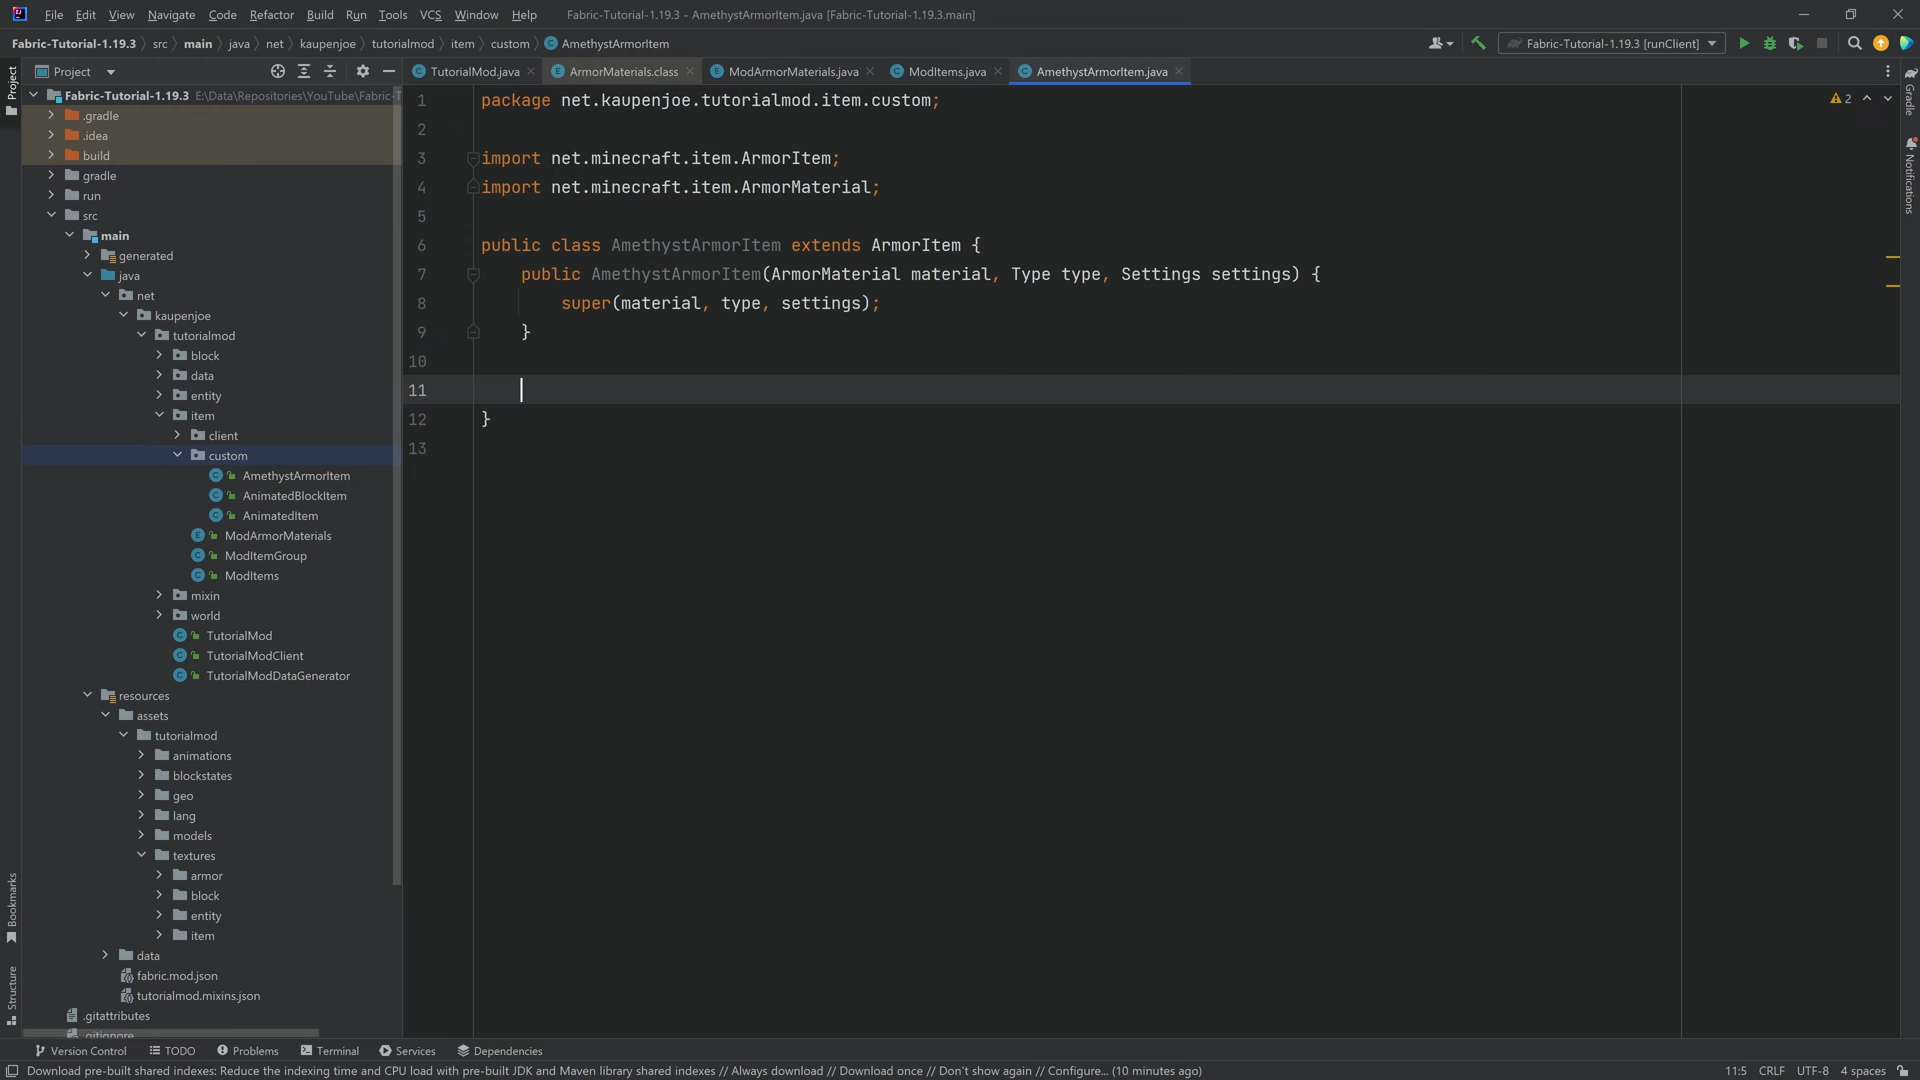 File Edit View Navigate Code Refactor Build Run Tools VCS Window Help Fabric-Tutorial-1.19.3 - AmethystArmorItem.java [Fabric-Tutorial-1.19.3.main]
Fabric-Tutorial-1.19.3 src main java net kaupenjoe tutorialmod item custom AmethystArmorItem Fabric-Tutorial-1.19.3 [runClient]
Project
Project
TutorialMod.java ArmorMaterials.class ModArmorMaterials.java ModItems.java AmethystArmorItem.java
Fabric-Tutorial-1.19.3 E:\Data\Repositories\YouTube\Fabric-T
.gradle
.idea
build
gradle
run
src
main
generated
java
net
kaupenjoe
tutorialmod
block
data
entity
item
client
custom
AmethystArmorItem
AnimatedBlockItem
AnimatedItem
ModArmorMaterials
ModItemGroup
ModItems
mixin
world
TutorialMod
TutorialModClient
TutorialModDataGenerator
resources
assets
tutorialmod
animations
blockstates
geo
lang
models
textures
armor
block
entity
item
data
fabric.mod.json
tutorialmod.mixins.json
.gitattributes
.gitignore
1 package net.kaupenjoe.tutorialmod.item.custom;
2
3 import net.minecraft.item.ArmorItem;
4 import net.minecraft.item.ArmorMaterial;
5
6 public class AmethystArmorItem extends ArmorItem {
7 public AmethystArmorItem(ArmorMaterial material, Type type, Settings settings) {
8 super(material, type, settings);
9 }
10
11
12 }
13
2
Gradle
Notifications
Bookmarks
Structure
Version Control TODO Problems Terminal Services Dependencies
Download pre-built shared indexes: Reduce the indexing time and CPU load with pre-built JDK and Maven library shared indexes // Always download // Download once // Don't show again // Configure... (10 minutes ago) 11:5 CRLF UTF-8 4 spaces